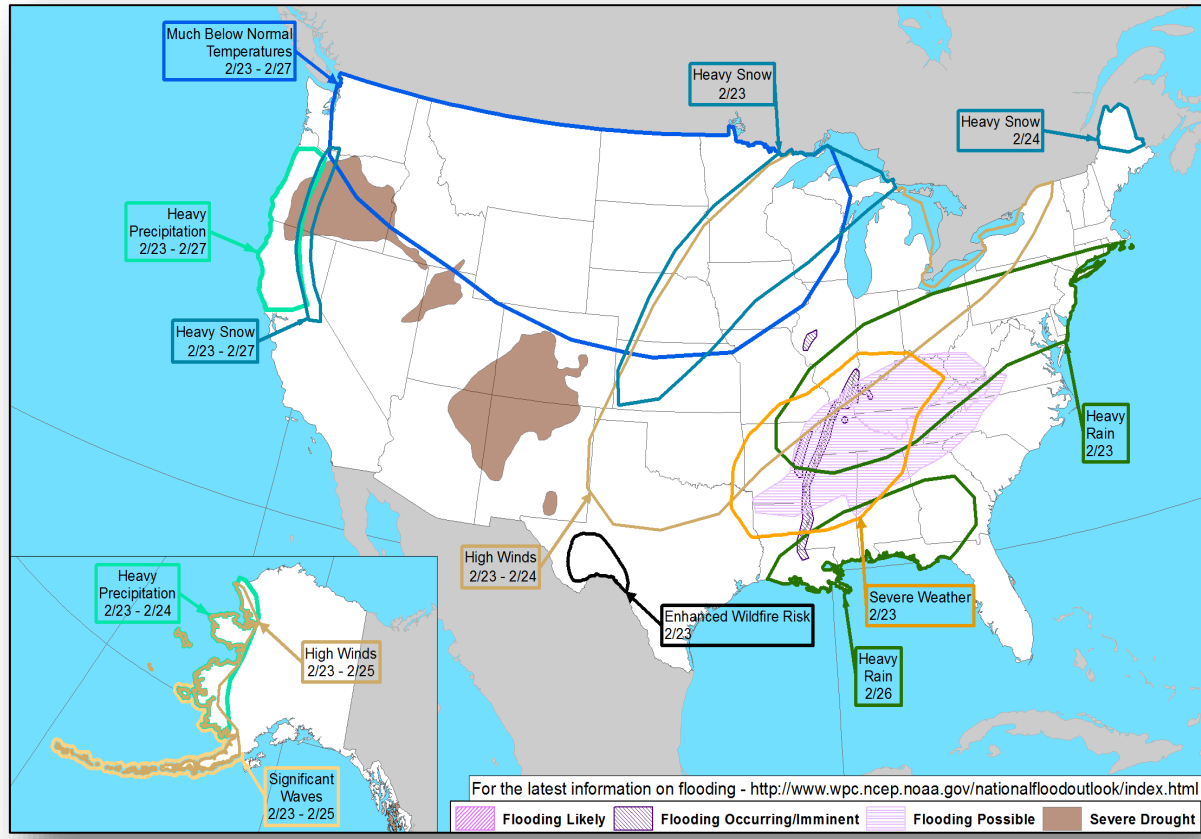 Much Below Normal
Temperatures
2/23 - 2/27
Heavy Snow
2/23
Heavy Snow
2/24
Heavy
Precipitation
2/23 - 2/27
Heavy Snow
2/23 - 2/27
Heavy
Rain
2/23
High Winds
2/23 - 2/24
Enhanced Wildfire Risk
2/23
Severe Weather
2/23
Heavy
Rain
2/26
Heavy
Precipitation
2/23 - 2/24
High Winds
2/23 - 2/25
Significant
Waves
2/23 - 2/25
For the latest information on flooding - http://www.wpc.ncep.noaa.gov/nationalfloodoutlook/index.html
Flooding Likely
Flooding Occurring/Imminent
Flooding Possible
Severe Drought